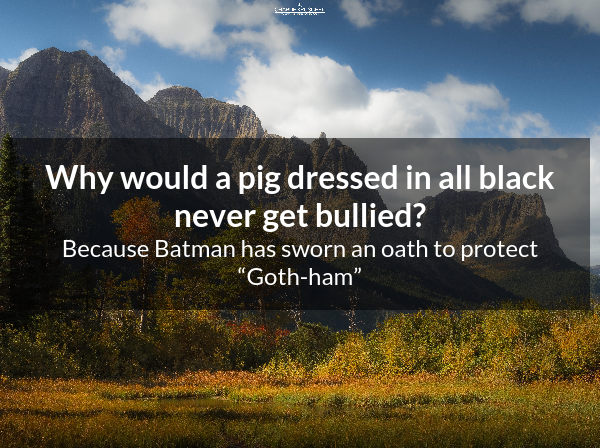 Why would a pig dressed in all black
never get bullied?
Because Batman has sworn an oath to protect
“Goth-ham”